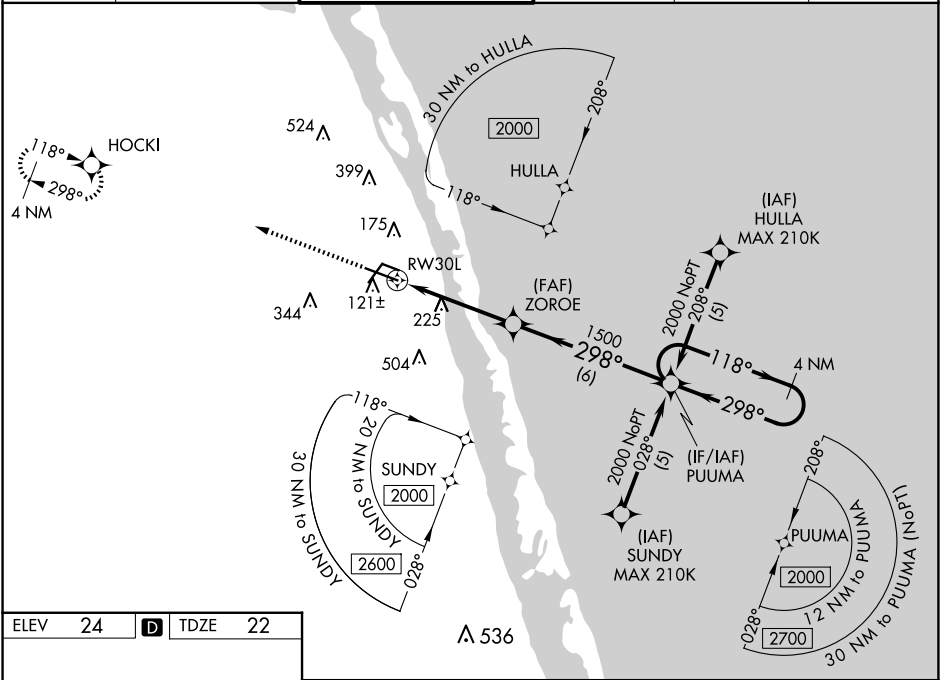 30 NM to HULLA
208°
2000
HULLA
118°
524
399
175
118°
HOCKI
298°
4 NM
RW30L
121±
225
344
504
(FAF)
ZOROE
1500
298°
(6)
(IAF)
HULLA
MAX 210K
2000 NoPT
208°
(5)
118°
4 NM
298°
(IF/IAF)
PUUMA
2000 NoPT
028°
(5)
(IAF)
SUNDY
MAX 210K
118°
20 NM to SUNDY
30 NM to SUNDY
SUNDY
2000
2600
028°
208°
PUUMA
2000
12 NM to PUUMA
028°
2700
30 NM to PUUMA (NoPT)
536
ELEV 24 D TDZE 22